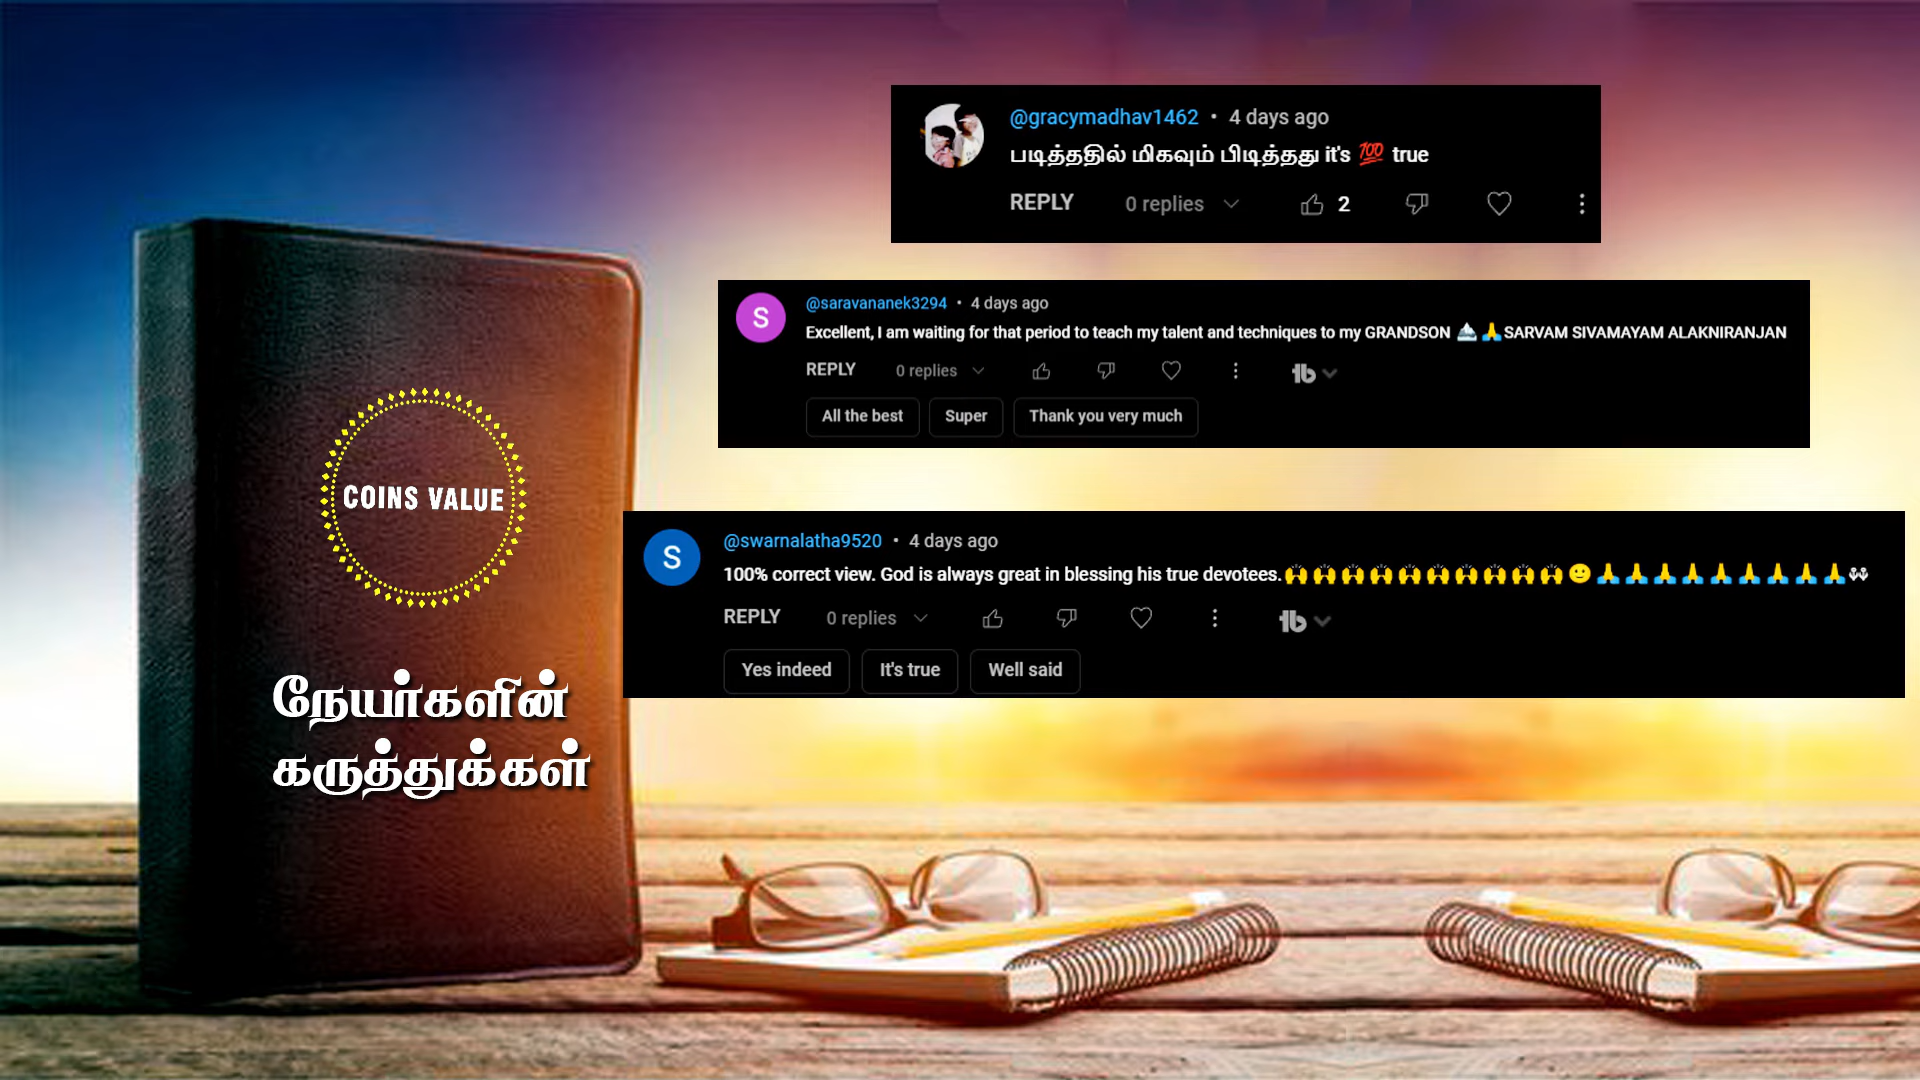 COINS VALUE
நேயர்களின்
கருத்துக்கள்
@gracymadhav1462 • 4 days ago
படித்ததில் மிகவும் பிடித்தது it's 💯 true
REPLY 0 replies 2
S
@saravananek3294 • 4 days ago
Excellent, I am waiting for that period to teach my talent and techniques to my GRANDSON 🏔🙏SARVAM SIVAMAYAM ALAKNIRANJAN
REPLY 0 replies tb
All the best Super Thank you very much
S
@swarnalatha9520 • 4 days ago
100% correct view. God is always great in blessing his true devotees.🙌🙌🙌🙌🙌🙌🙌🙌🙌🙌🙂🙏🙏🙏🙏🙏🙏🙏🙏🙏
REPLY 0 replies tb
Yes indeed It's true Well said